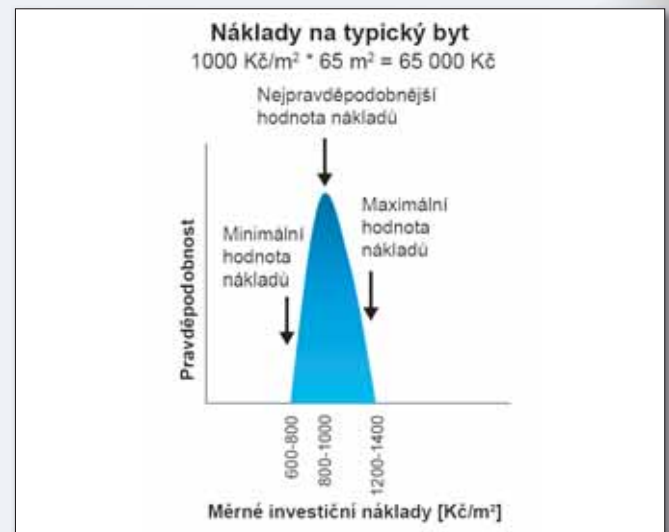 Náklady na typický byt
1000 Kč/m² * 65 m² = 65 000 Kč
Nejpravděpodobnější
hodnota nákladů
Maximální
hodnota
nákladů
Minimální
hodnota
nákladů
Pravděpodobnost
600-800
800-1000
1200-1400
Měrné investiční náklady [Kč/m²]